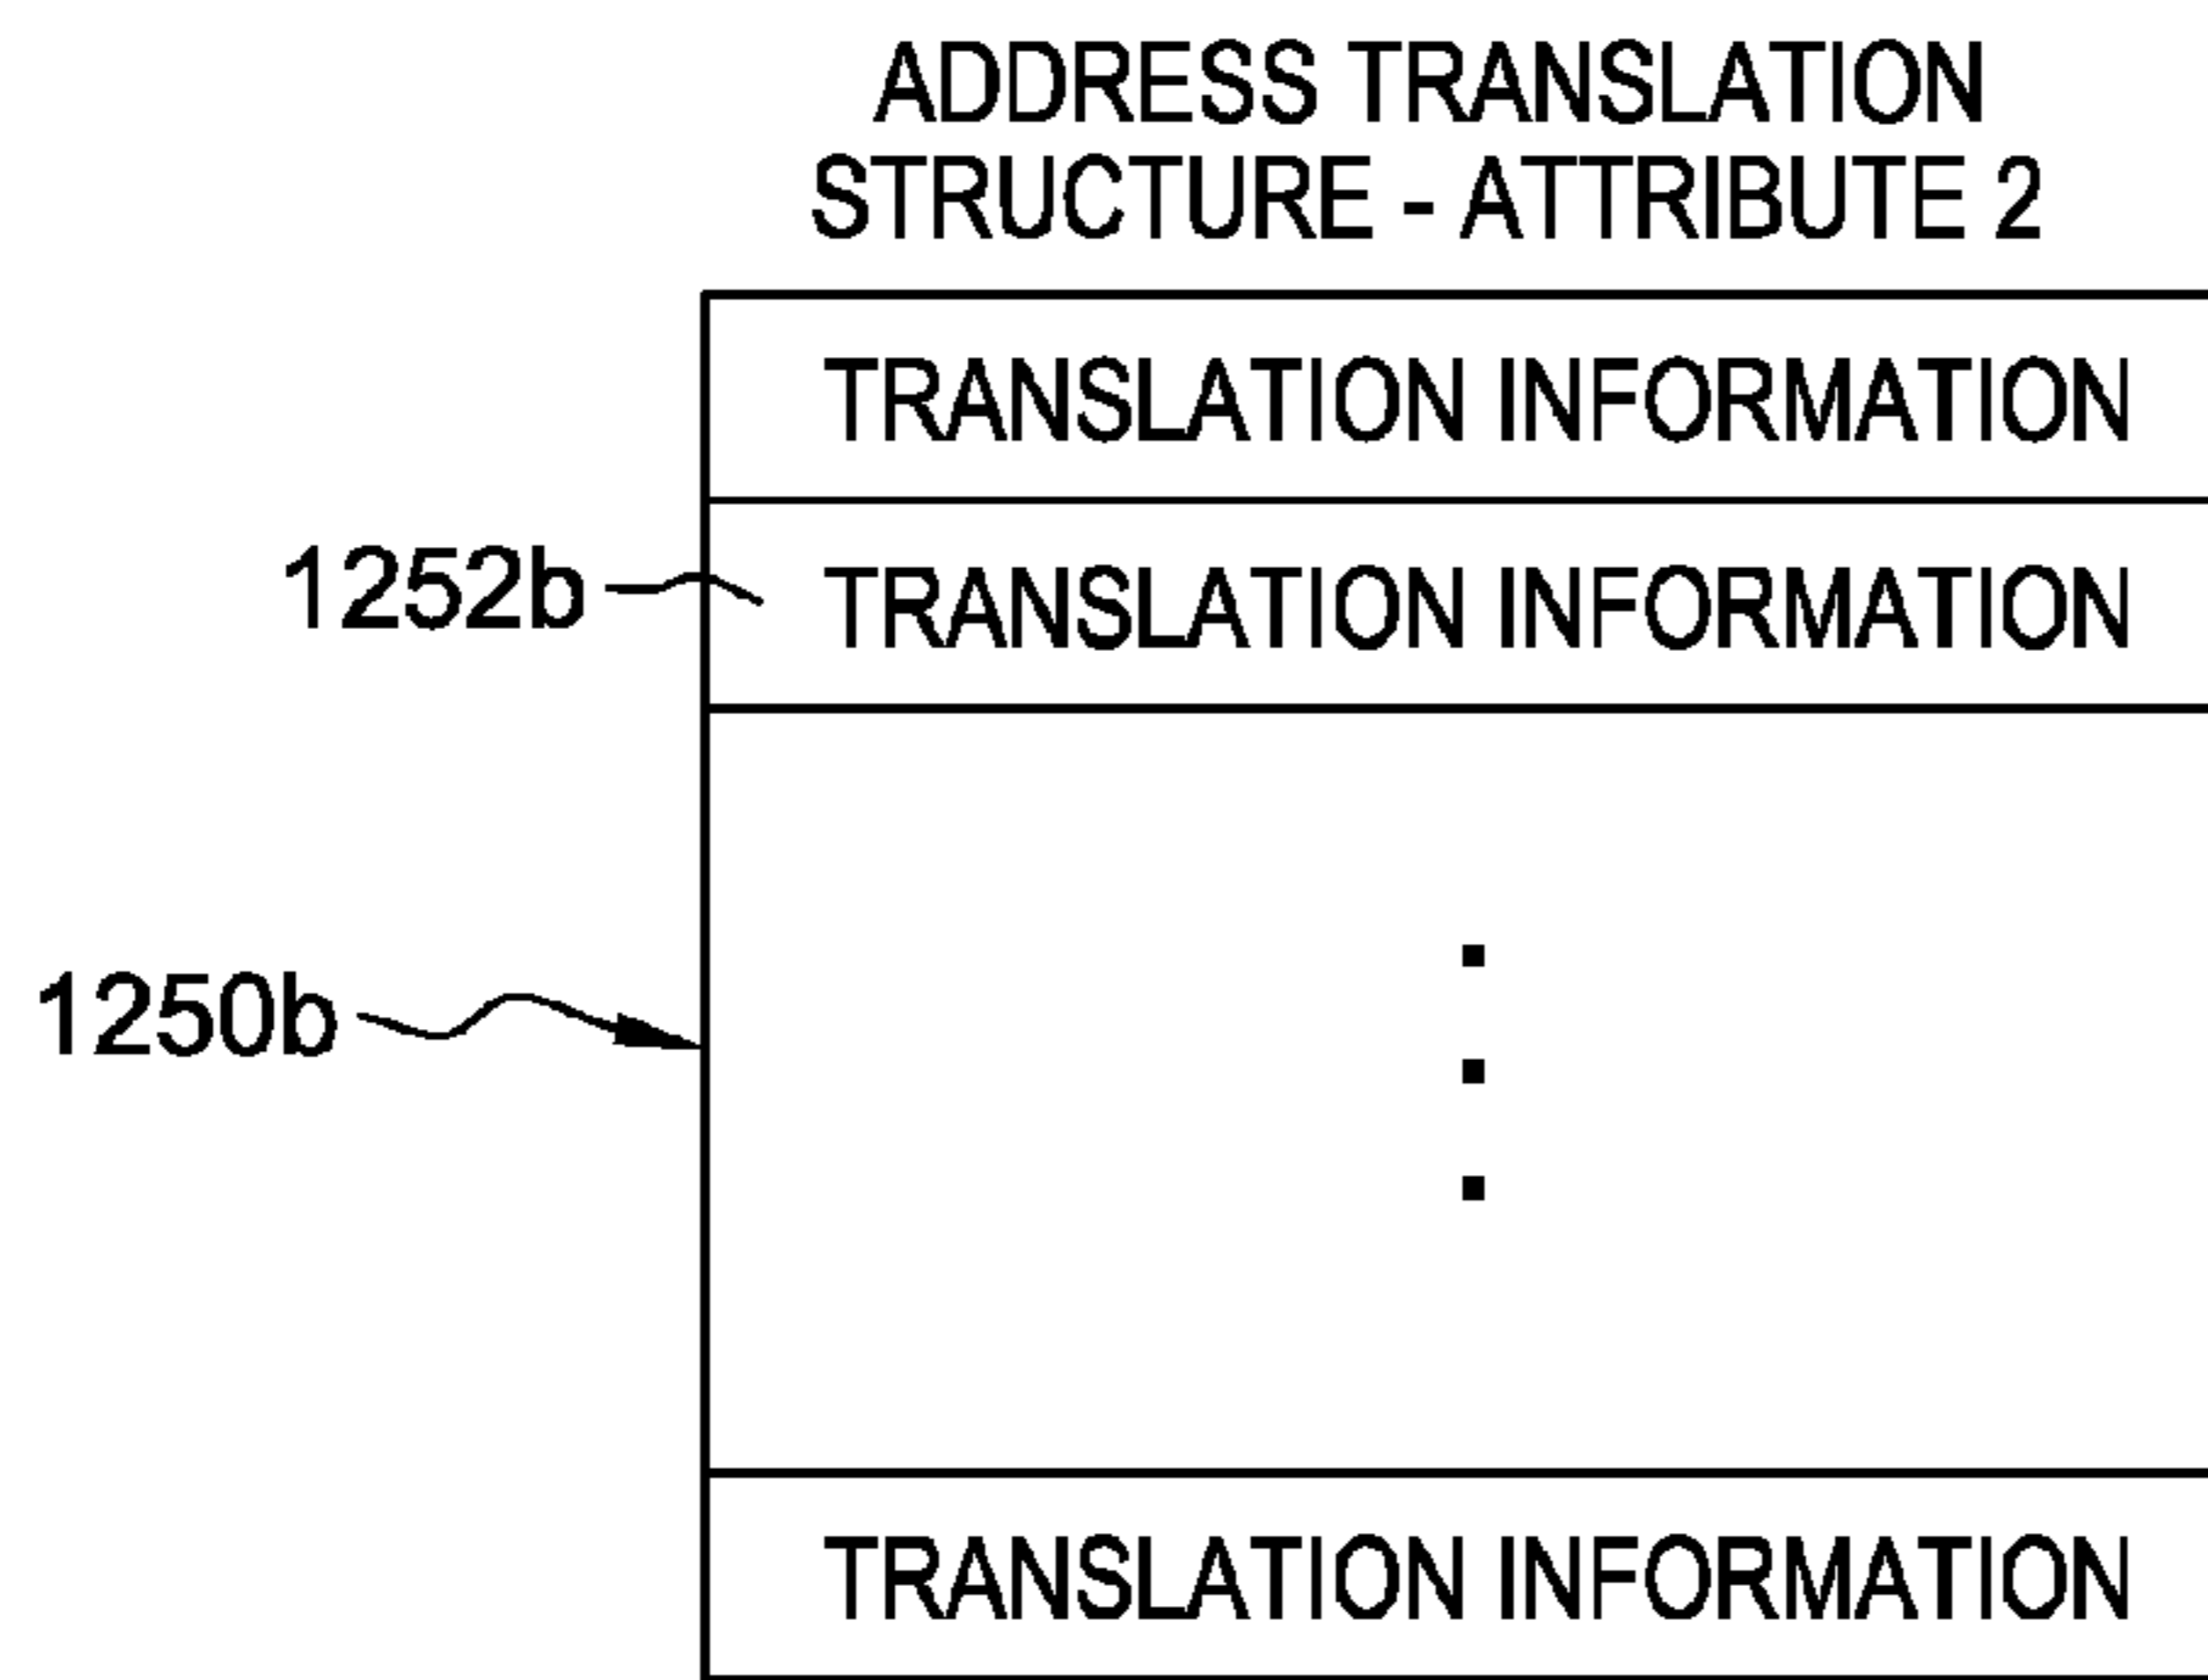 ADDRESS TRANSLATION
STRUCTURE - ATTRIBUTE 2
TRANSLATION INFORMATION
1252b
TRANSLATION INFORMATION
1250b
TRANSLATION INFORMATION